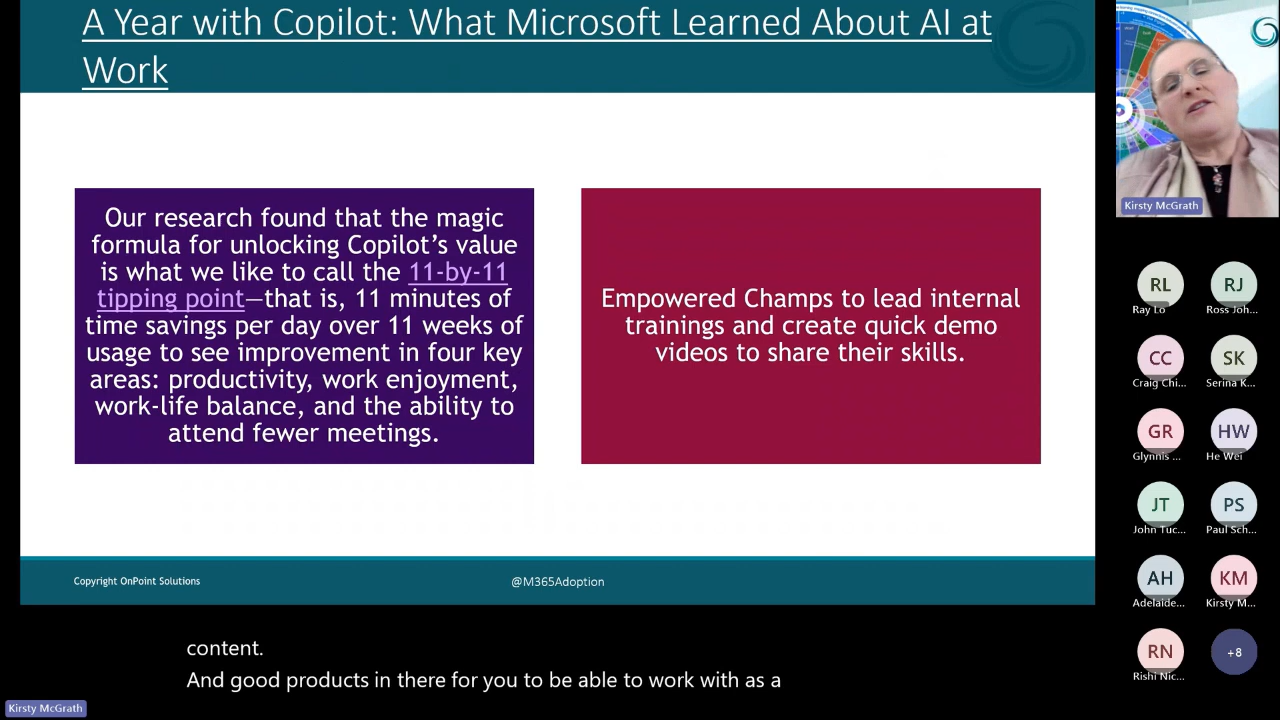 A Year with Copilot: What Microsoft Learned About AI at
Work
Our research found that the magic
formula for unlocking Copilot’s value
is what we like to call the 11-by-11
tipping point—that is, 11 minutes of
time savings per day over 11 weeks of
usage to see improvement in four key
areas: productivity, work enjoyment,
work-life balance, and the ability to
attend fewer meetings.
Empowered Champs to lead internal
trainings and create quick demo
videos to share their skills.
Copyright OnPoint Solutions
@M365Adoption
Kirsty McGrath
RL
Ray Lo
RJ
Ross Joh...
CC
Craig Chi...
SK
Serina K...
GR
Glynnis ...
HW
He Wei
JT
John Tuc...
PS
Paul Sch...
AH
Adelaide...
KM
Kirsty M...
RN
Rishi Nic...
+8
content.
And good products in there for you to be able to work with as a
Kirsty McGrath